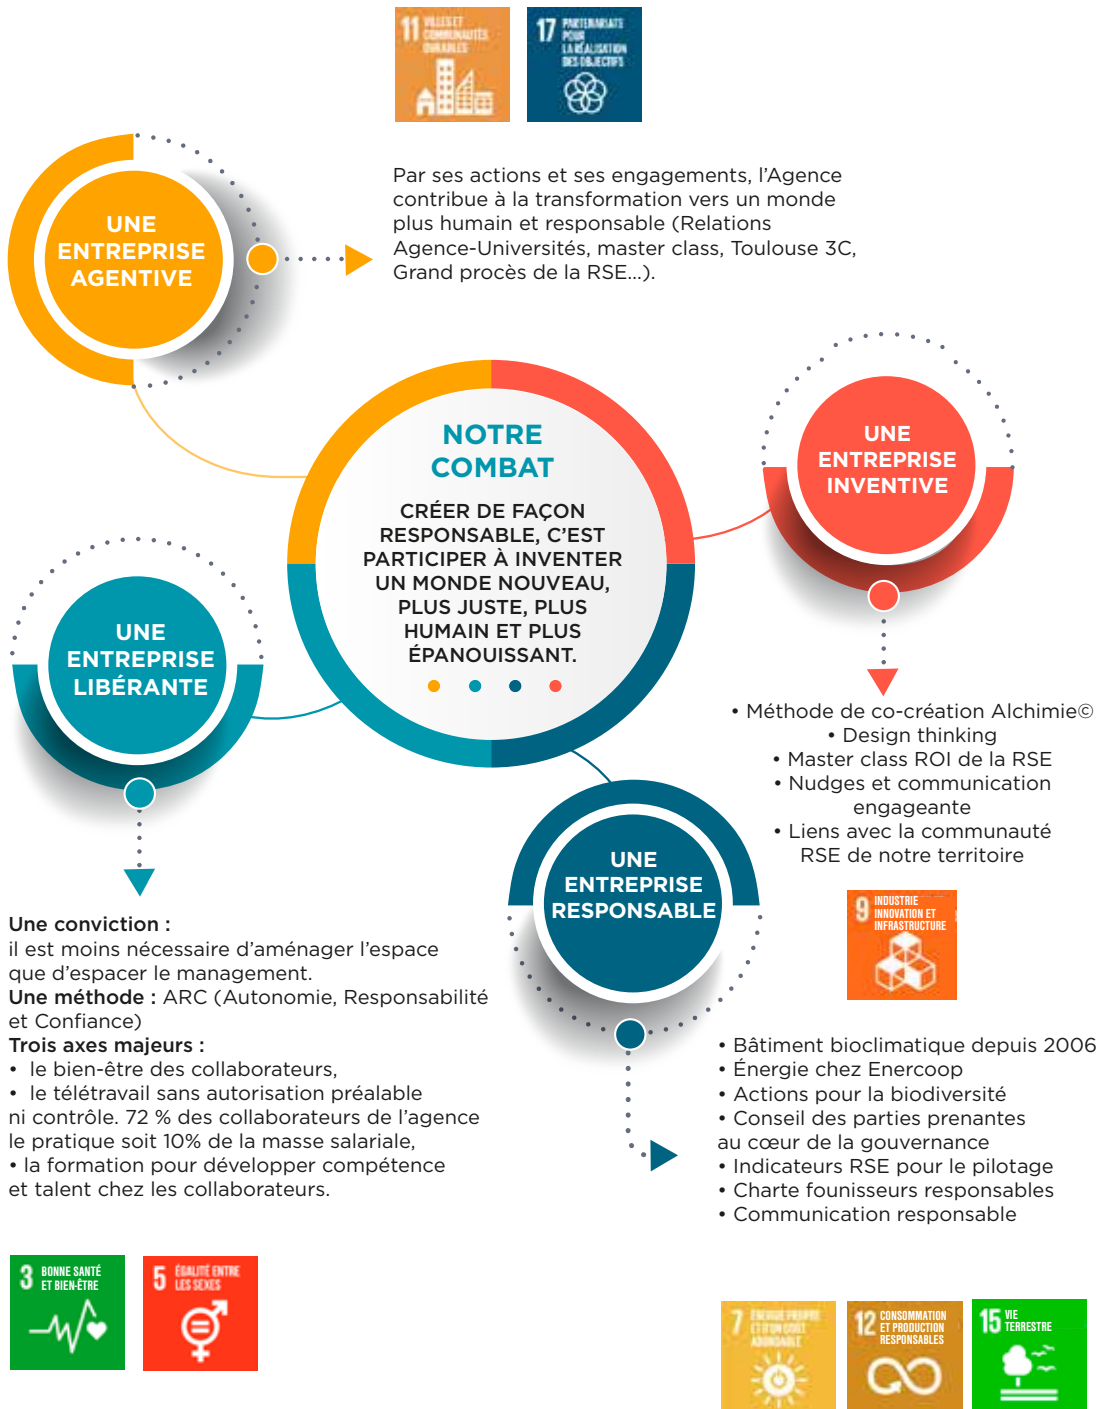 11 VILLES ET
COMMUNAUTÉS
DURABLES
17 PARTENARIATS
POUR
LA RÉALISATION
DES OBJECTIFS
UNE
ENTREPRISE
AGENTIVE
Par ses actions et ses engagements, l’Agence
contribue à la transformation vers un monde
plus humain et responsable (Relations
Agence-Universités, master class, Toulouse 3C,
Grand procès de la RSE...).
NOTRE
COMBAT
CRÉER DE FAÇON
RESPONSABLE, C’EST
PARTICIPER À INVENTER
UN MONDE NOUVEAU,
PLUS JUSTE, PLUS
HUMAIN ET PLUS
ÉPANOUISSANT.
UNE
ENTREPRISE
INVENTIVE
• Méthode de co-création Alchimie©
• Design thinking
• Master class ROI de la RSE
• Nudges et communication
engageante
• Liens avec la communauté
RSE de notre territoire
9 INDUSTRIE
INNOVATION ET
INFRASTRUCTURE
UNE
ENTREPRISE
LIBÉRANTE
Une conviction :
il est moins nécessaire d’aménager l’espace
que d’espacer le management.
Une méthode : ARC (Autonomie, Responsabilité
et Confiance)
Trois axes majeurs :
• le bien-être des collaborateurs,
• le télétravail sans autorisation préalable
ni contrôle. 72 % des collaborateurs de l’agence
le pratique soit 10% de la masse salariale,
• la formation pour développer compétence
et talent chez les collaborateurs.
3 BONNE SANTÉ
ET BIEN-ÊTRE
5 ÉGALITÉ ENTRE
LES SEXES
UNE
ENTREPRISE
RESPONSABLE
• Bâtiment bioclimatique depuis 2006
• Énergie chez Enercoop
• Actions pour la biodiversité
• Conseil des parties prenantes
au cœur de la gouvernance
• Indicateurs RSE pour le pilotage
• Charte founisseurs responsables
• Communication responsable
7 ÉNERGIE PROPRE
ET D'UN COÛT
ABORDABLE
12 CONSOMMATION
ET PRODUCTION
RESPONSABLES
15 VIE
TERRESTRE